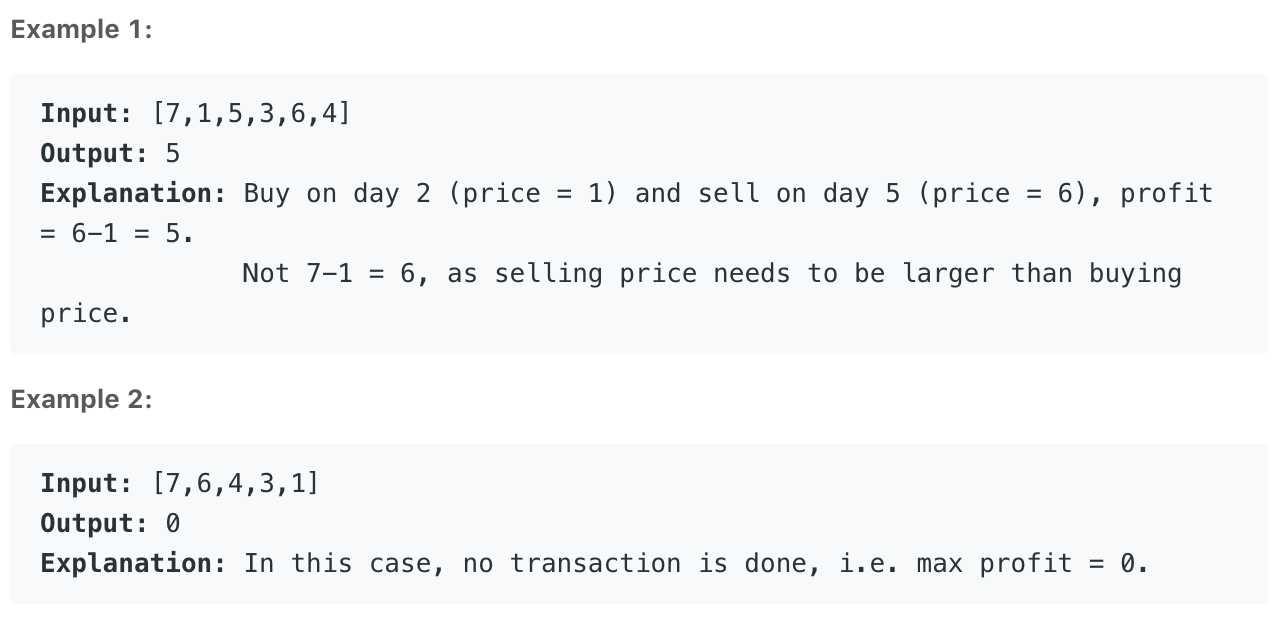 Example 1:
Input: [7,1,5,3,6,4]
Output: 5
Explanation: Buy on day 2 (price = 1) and sell on day 5 (price = 6), profit
= 6-1 = 5.
Not 7-1 = 6, as selling price needs to be larger than buying
price.
Example 2:
Input: [7,6,4,3,1]
Output: 0
Explanation: In this case, no transaction is done, i.e. max profit = 0.